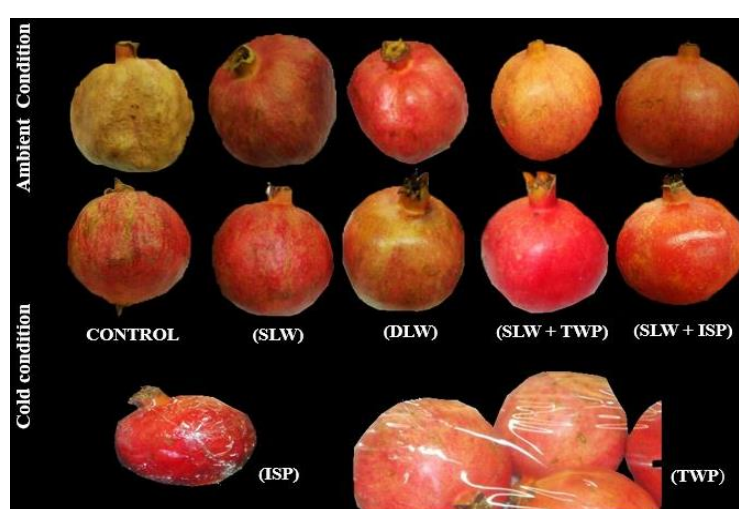 Ambient Condition
CONTROL
(SLW)
(DLW)
(SLW + TWP)
(SLW + ISP)
Cold condition
(ISP)
(TWP)